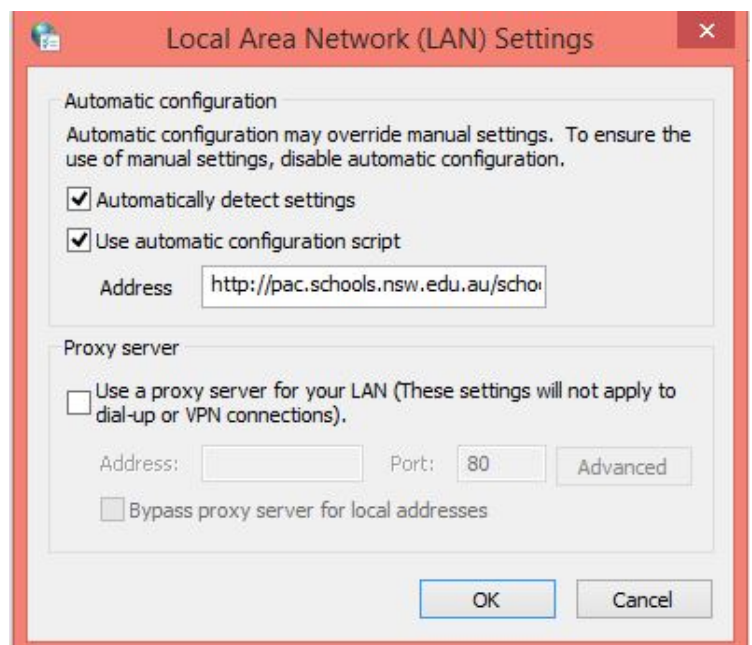 Local Area Network (LAN) Settings
Automatic configuration
Automatic configuration may override manual settings. To ensure the
use of manual settings, disable automatic configuration.
Automatically detect settings
Use automatic configuration script
Address http://pac.schools.nsw.edu.au/schoo
Proxy server
Use a proxy server for your LAN (These settings will not apply to
dial-up or VPN connections).
Address: Port: 80 Advanced
Bypass proxy server for local addresses
OK Cancel